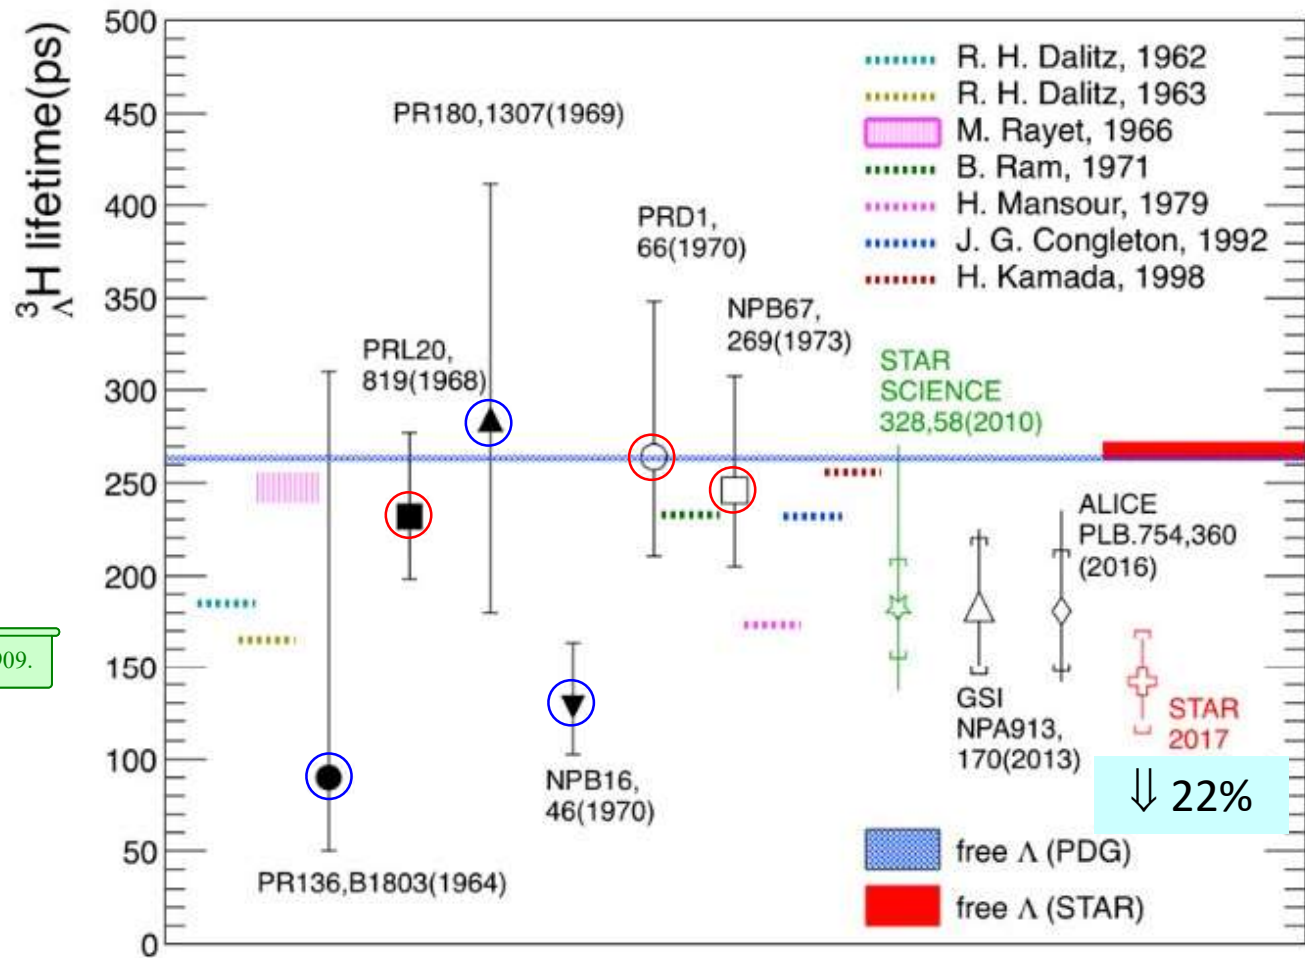 ³ΛH lifetime(ps)
500
450
400
350
300
250
200
150
100
50
0
R. H. Dalitz, 1962
R. H. Dalitz, 1963
M. Rayet, 1966
B. Ram, 1971
H. Mansour, 1979
J. G. Congleton, 1992
H. Kamada, 1998
PR180,1307(1969)
PRD1,
66(1970)
NPB67,
269(1973)
PRL20,
819(1968)
STAR
SCIENCE
328,58(2010)
ALICE
PLB.754,360
(2016)
909.
GSI
NPA913,
170(2013)
STAR
2017
⇓ 22%
NPB16,
46(1970)
PR136,B1803(1964)
free Λ (PDG)
free Λ (STAR)